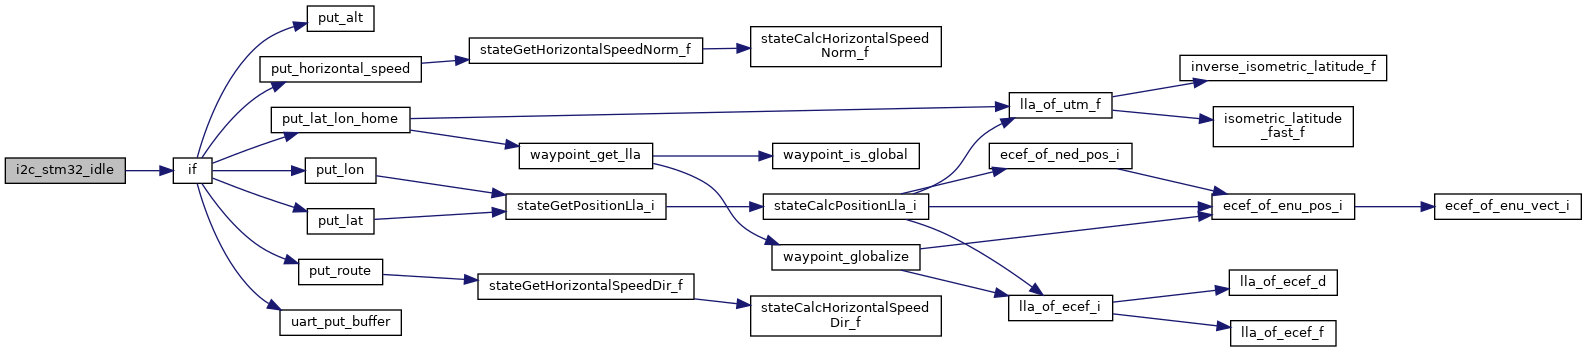 i2c_stm32_idle
if
put_alt
put_horizontal_speed
put_lat_lon_home
put_lon
put_lat
put_route
uart_put_buffer
stateGetHorizontalSpeedNorm_f
waypoint_get_lla
stateGetPositionLla_i
stateGetHorizontalSpeedDir_f
stateCalcHorizontalSpeed
Norm_f
waypoint_is_global
stateCalcPositionLla_i
waypoint_globalize
stateCalcHorizontalSpeed
Dir_f
lla_of_utm_f
ecef_of_ned_pos_i
lla_of_ecef_i
inverse_isometric_latitude_f
isometric_latitude
_fast_f
ecef_of_enu_pos_i
lla_of_ecef_d
lla_of_ecef_f
ecef_of_enu_vect_i